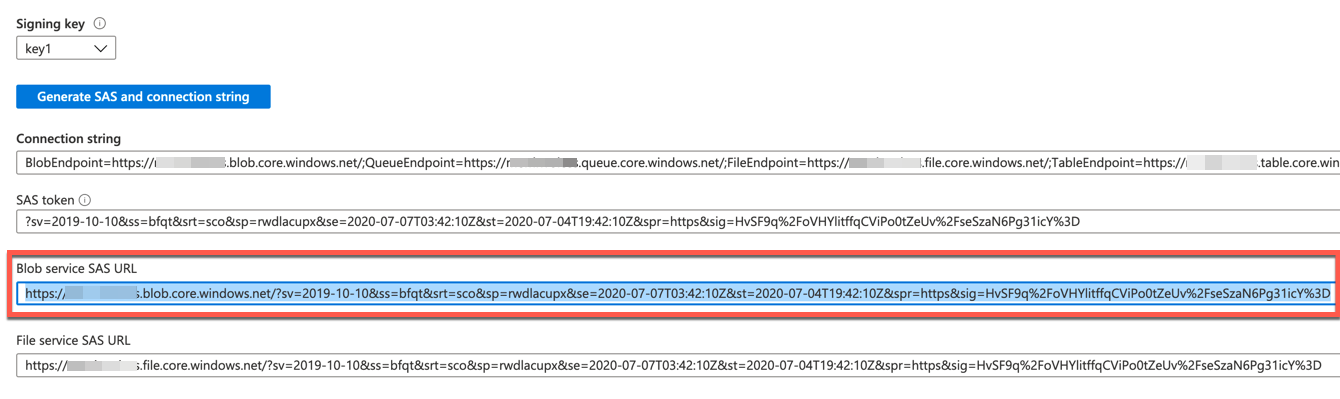 Signing key
key1
Generate SAS and connection string
Connection string
BlobEndpoint=https:// s.blob.core.windows.net/;QueueEndpoint=https:// s.queue.core.windows.net/;FileEndpoint=https:// .file.core.windows.net/;TableEndpoint=https:// s.table.core.win
SAS token
?sv=2019-10-10&ss=bfqt&srt=sco&sp=rwdlacupx&se=2020-07-07T03:42:10Z&st=2020-07-04T19:42:10Z&spr=https&sig=HvSF9q%2FoVHYlitffqCViPo0tZeUv%2FseSzaN6Pg31icY%3D
Blob service SAS URL
https:// s.blob.core.windows.net/?sv=2019-10-10&ss=bfqt&srt=sco&sp=rwdlacupx&se=2020-07-07T03:42:10Z&st=2020-07-04T19:42:10Z&spr=https&sig=HvSF9q%2FoVHYlitffqCViPo0tZeUv%2FseSzaN6Pg31icY%3D
File service SAS URL
https:// s.file.core.windows.net/?sv=2019-10-10&ss=bfqt&srt=sco&sp=rwdlacupx&se=2020-07-07T03:42:10Z&st=2020-07-04T19:42:10Z&spr=https&sig=HvSF9q%2FoVHYlitffqCViPo0tZeUv%2FseSzaN6Pg31icY%3D